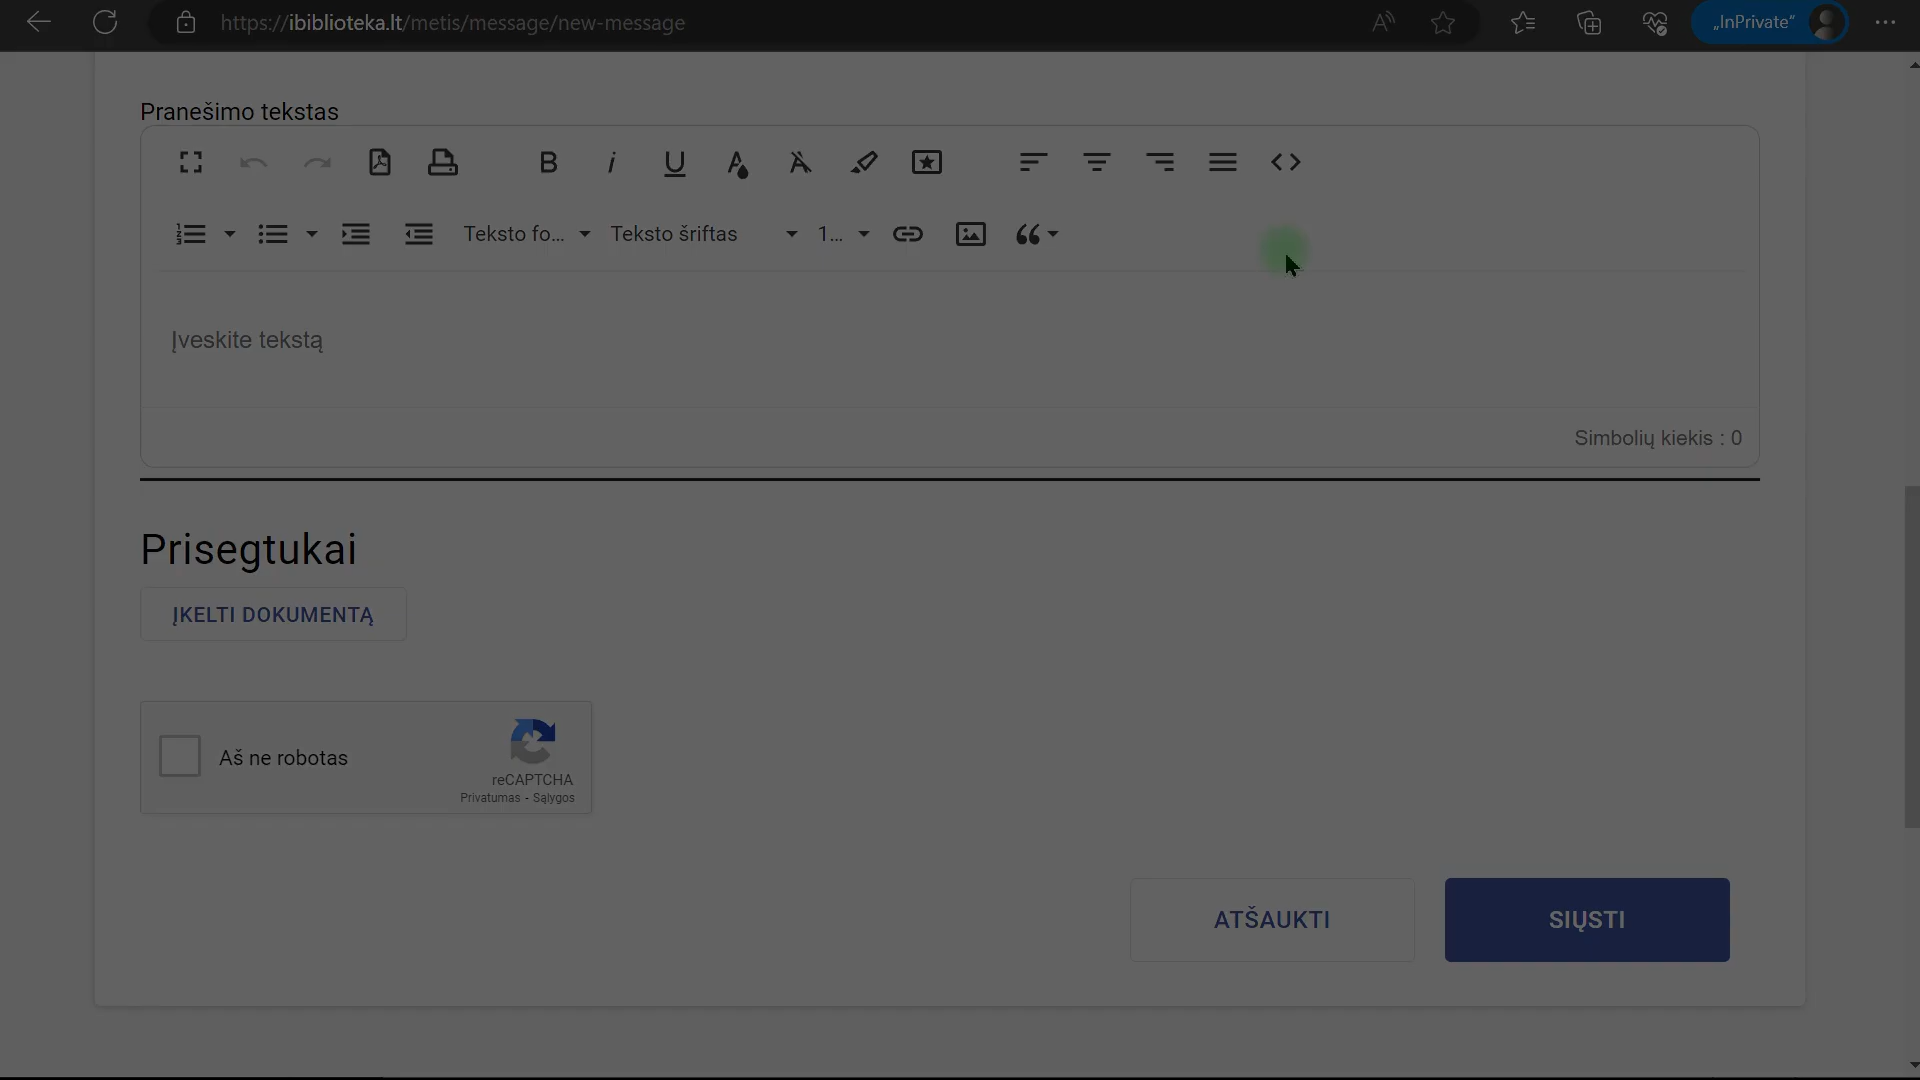 https://ibiblioteka.lt/metis/message/new-message
„InPrivate“
Pranešimo tekstas
Teksto fo... Teksto šriftas 1...
Įveskite tekstą
Simbolių kiekis : 0
Prisegtukai
ĮKELTI DOKUMENTĄ
Aš ne robotas
reCAPTCHA
Privatumas - Sąlygos
ATŠAUKTI
SIŲSTI